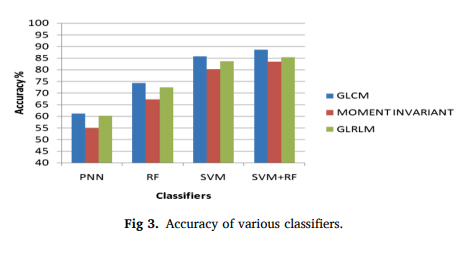 100
95
90
85
80
75
70
65
60
55
50
45
40
Accuracy%
PNN RF SVM SVM+RF
Classifiers
GLCM
MOMENT INVARIANT
GLRLM
Fig 3. Accuracy of various classifiers.